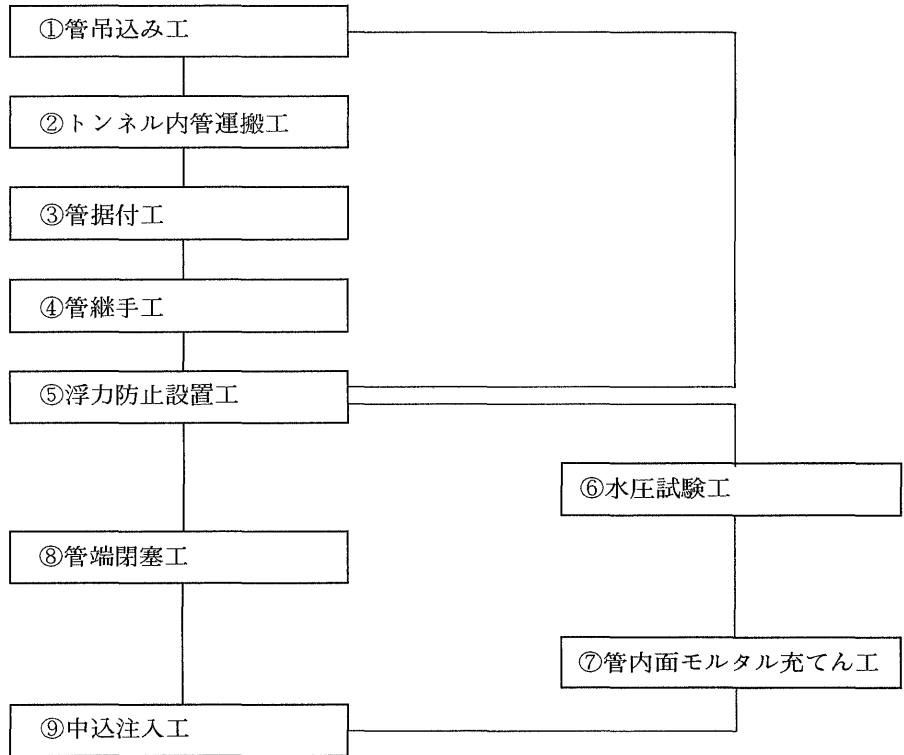 ①管吊込み工
②トンネル内管運搬工
③管据付工
④管継手工
⑤浮力防止設置工
⑥水圧試験工
⑧管端閉塞工
⑦管内面モルタル充てん工
⑨中込注入工